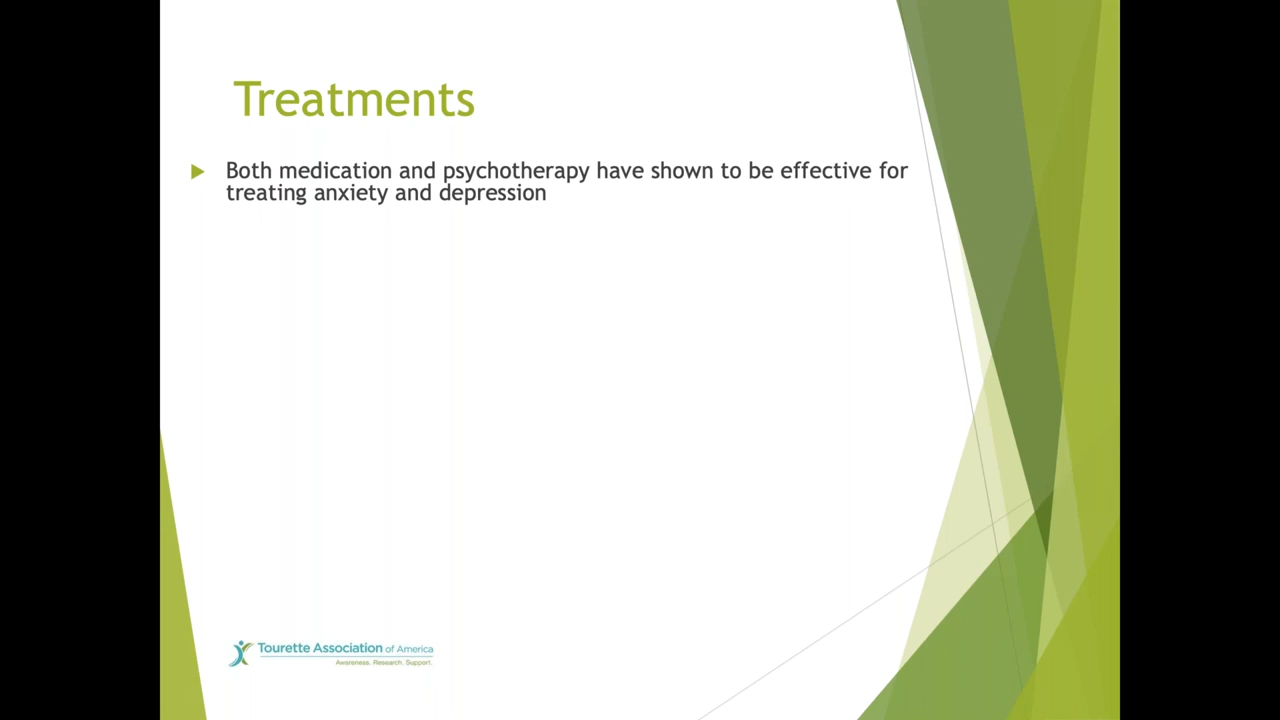 Treatments
Both medication and psychotherapy have shown to be effective for
treating anxiety and depression
Tourette Association of America
Awareness. Research. Support.